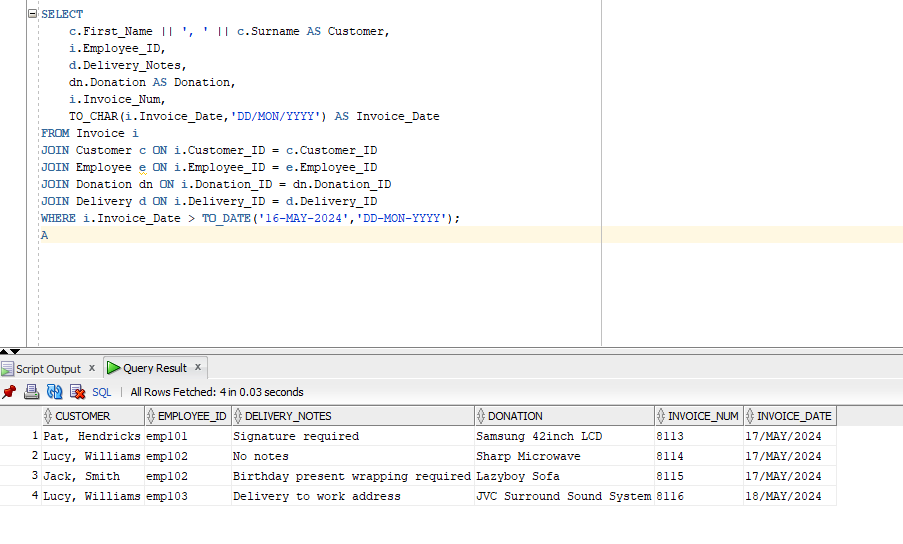 SELECT
c.First_Name || ', ' || c.Surname AS Customer,
i.Employee_ID,
d.Delivery_Notes,
dn.Donation AS Donation,
i.Invoice_Num,
TO_CHAR(i.Invoice_Date,'DD/MON/YYYY') AS Invoice_Date
FROM Invoice i
JOIN Customer c ON i.Customer_ID = c.Customer_ID
JOIN Employee e ON i.Employee_ID = e.Employee_ID
JOIN Donation dn ON i.Donation_ID = dn.Donation_ID
JOIN Delivery d ON i.Delivery_ID = d.Delivery_ID
WHERE i.Invoice_Date > TO_DATE('16-MAY-2024','DD-MON-YYYY');
A
Script Output x Query Result x
SQL | All Rows Fetched: 4 in 0.03 seconds
CUSTOMER EMPLOYEE_ID DELIVERY_NOTES DONATION INVOICE_NUM INVOICE_DATE
1 Pat, Hendricks emp101 Signature required Samsung 42inch LCD 8113 17/MAY/2024
2 Lucy, Williams emp102 No notes Sharp Microwave 8114 17/MAY/2024
3 Jack, Smith emp102 Birthday present wrapping required Lazyboy Sofa 8115 17/MAY/2024
4 Lucy, Williams emp103 Delivery to work address JVC Surround Sound System 8116 18/MAY/2024